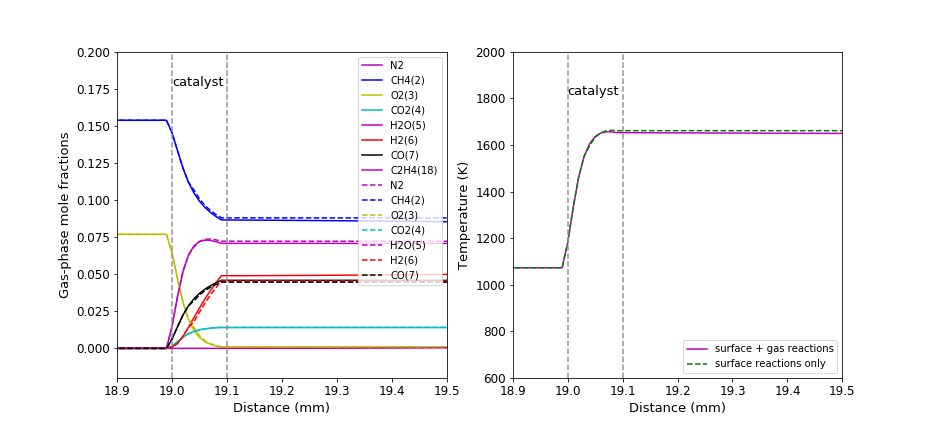 0.200
0.175
0.150
0.125
0.100
0.075
0.050
0.025
0.000
Gas-phase mole fractions
catalyst
N2
CH4(2)
O2(3)
CO2(4)
H2O(5)
H2(6)
CO(7)
C2H4(18)
N2
CH4(2)
O2(3)
CO2(4)
H2O(5)
H2(6)
CO(7)
18.9 19.0 19.1 19.2 19.3 19.4 19.5
Distance (mm)
2000
1800
1600
1400
1200
1000
800
600
Temperature (K)
catalyst
surface + gas reactions
surface reactions only
18.9 19.0 19.1 19.2 19.3 19.4 19.5
Distance (mm)